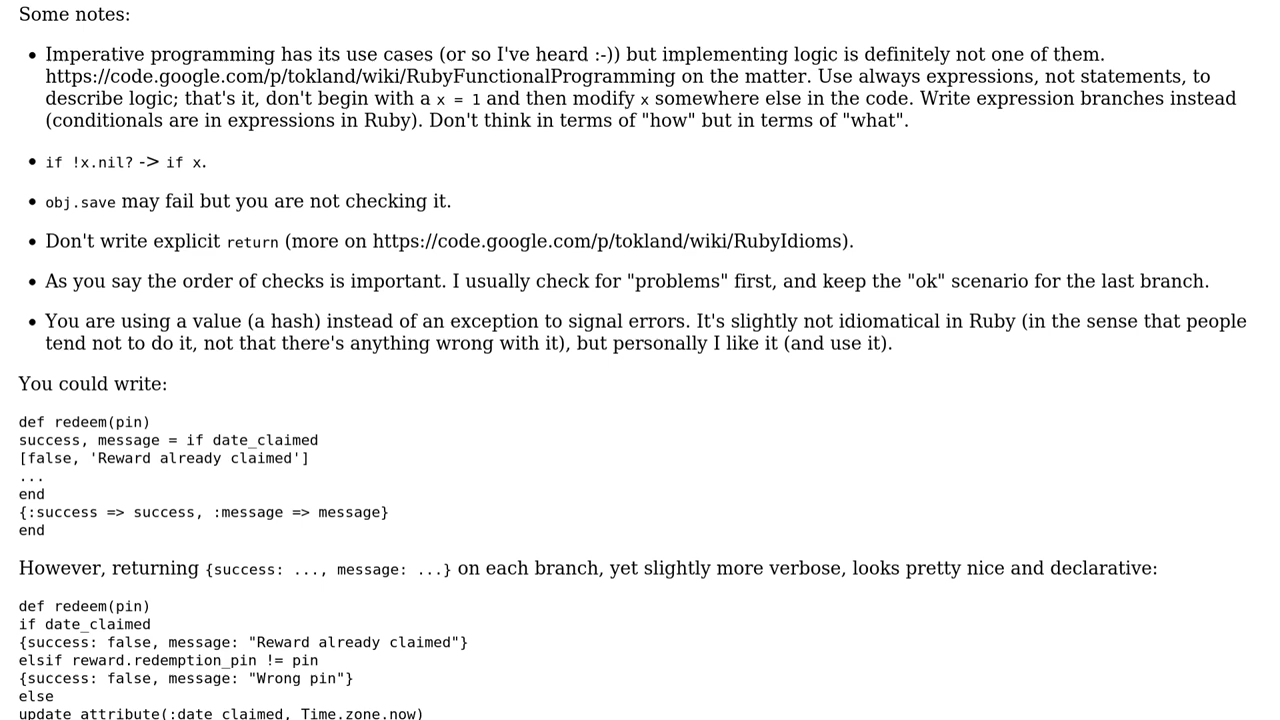 Some notes:
• Imperative programming has its use cases (or so I've heard :-)) but implementing logic is definitely not one of them.
https://code.google.com/p/tokland/wiki/RubyFunctionalProgramming on the matter. Use always expressions, not statements, to
describe logic; that's it, don't begin with a x = 1 and then modify x somewhere else in the code. Write expression branches instead
(conditionals are in expressions in Ruby). Don't think in terms of "how" but in terms of "what".
• if !x.nil? -> if x.
• obj.save may fail but you are not checking it.
• Don't write explicit return (more on https://code.google.com/p/tokland/wiki/RubyIdioms).
• As you say the order of checks is important. I usually check for "problems" first, and keep the "ok" scenario for the last branch.
• You are using a value (a hash) instead of an exception to signal errors. It's slightly not idiomatical in Ruby (in the sense that people
tend not to do it, not that there's anything wrong with it), but personally I like it (and use it).
You could write:
def redeem(pin)
success, message = if date_claimed
[false, 'Reward already claimed']
...
end
{:success => success, :message => message}
end
However, returning {success: ..., message: ...} on each branch, yet slightly more verbose, looks pretty nice and declarative:
def redeem(pin)
if date_claimed
{success: false, message: "Reward already claimed"}
elsif reward.redemption_pin != pin
{success: false, message: "Wrong pin"}
else
update_attribute(:date_claimed, Time.zone.now)